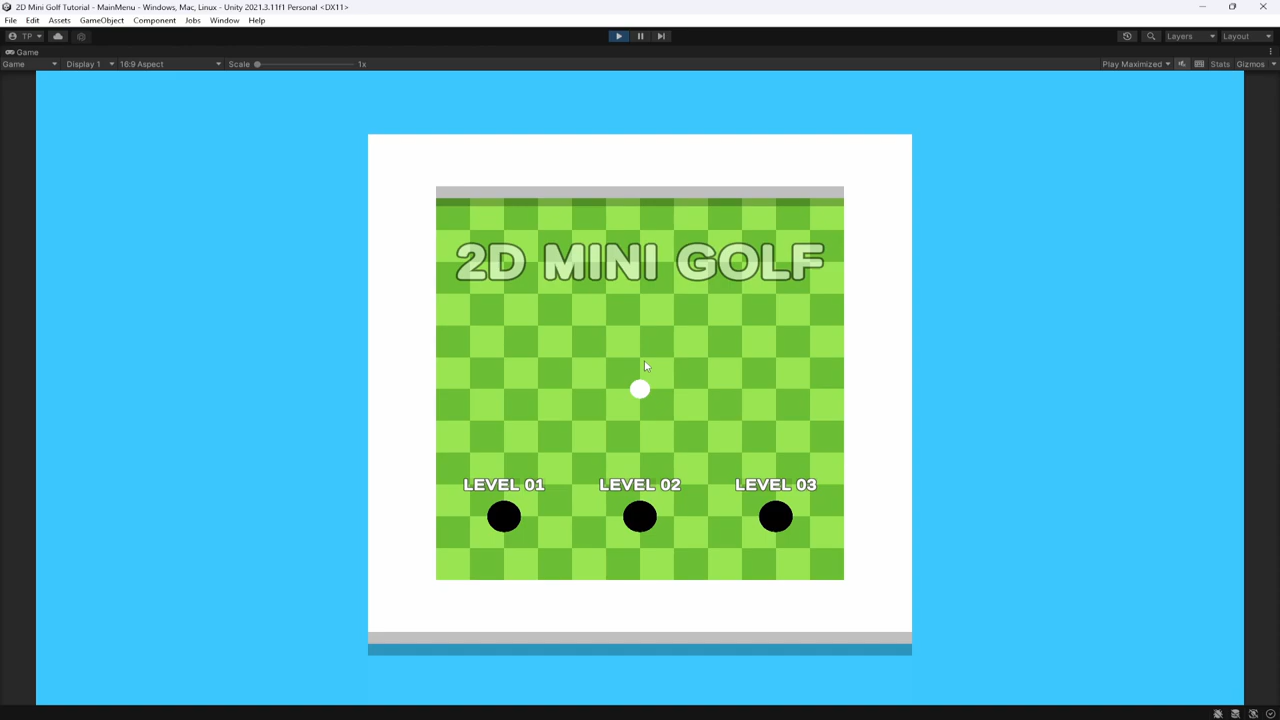 2D Mini Golf Tutorial - MainMenu - Windows, Mac, Linux - Unity 2021.3.11f1 Personal <DX11>
File Edit Assets GameObject Component Jobs Window Help
TP Layers Layout
Game
Game Display 1 16:9 Aspect Scale 1x Play Maximized Stats Gizmos
2D MINI GOLF
LEVEL 01 LEVEL 02 LEVEL 03